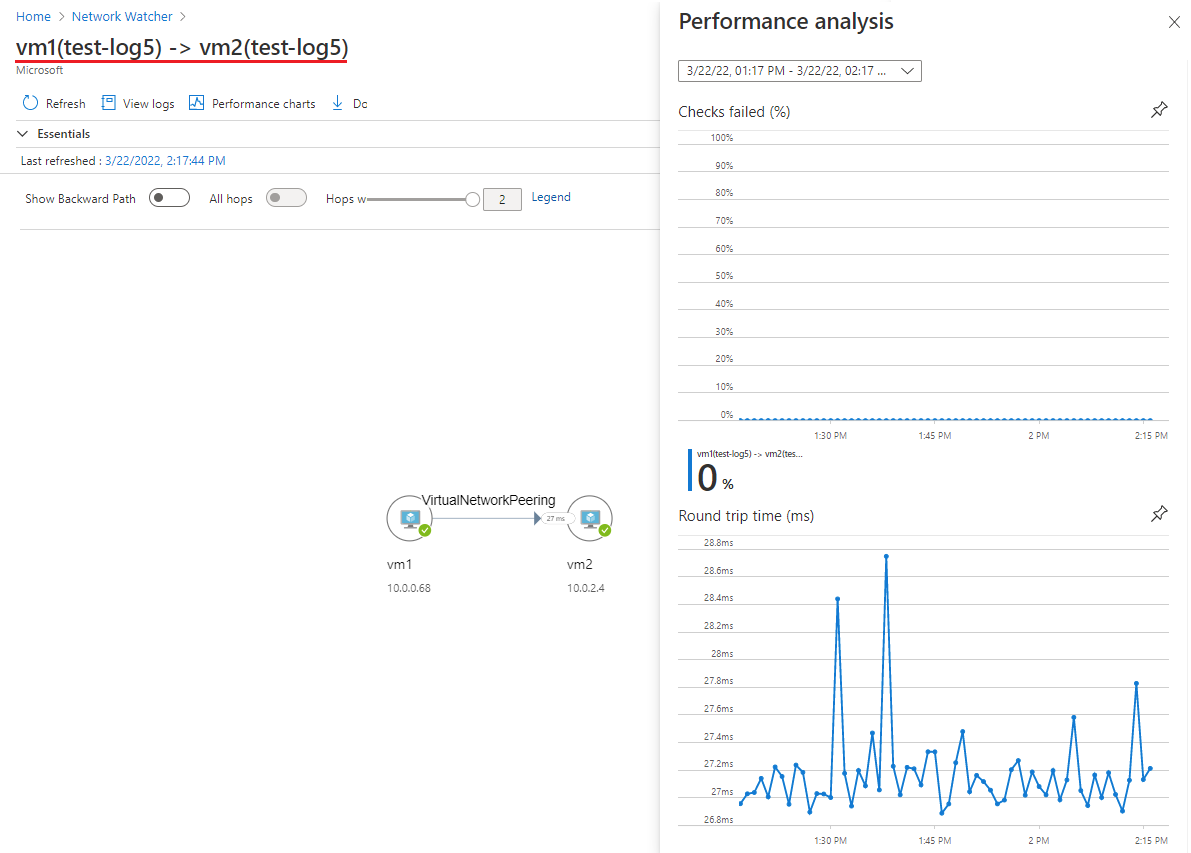 Home > Network Watcher >
vm1(test-log5) -> vm2(test-log5)
Microsoft
Refresh View logs Performance charts Dc
Essentials
Last refreshed : 3/22/2022, 2:17:44 PM
Show Backward Path All hops Hops w 2 Legend
VirtualNetworkPeering
27 ms
vm1 vm2
10.0.0.68 10.0.2.4
Performance analysis
3/22/22, 01:17 PM - 3/22/22, 02:17 ...
Checks failed (%)
100%
90%
80%
70%
60%
50%
40%
30%
20%
10%
0%
1:30 PM 1:45 PM 2 PM 2:15 PM
vm1(test-log5) -> vm2(tes...
0 %
Round trip time (ms)
28.8ms
28.6ms
28.4ms
28.2ms
28ms
27.8ms
27.6ms
27.4ms
27.2ms
27ms
26.8ms
1:30 PM 1:45 PM 2 PM 2:15 PM